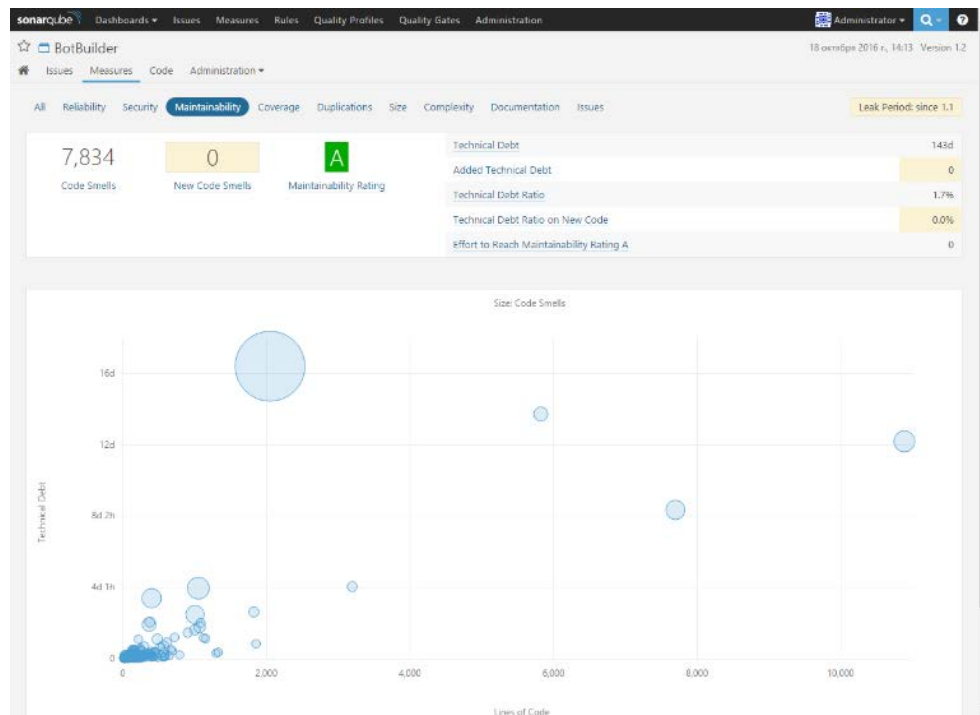 sonarqube Dashboards Issues Measures Rules Quality Profiles Quality Gates Administration Administrator
BotBuilder
18 октября 2016 г., 14:13 Version 1.2
Issues Measures Code Administration
All Reliability Security Maintainability Coverage Duplications Size Complexity Documentation Issues
Leak Period: since 1.1
7,834
Code Smells
0
New Code Smells
A
Maintainability Rating
Technical Debt 143d
Added Technical Debt 0
Technical Debt Ratio 1.7%
Technical Debt Ratio on New Code 0.0%
Effort to Reach Maintainability Rating A 0
Size: Code Smells
Technical Debt
16d
12d
8d 2h
4d 1h
0
0 2,000 4,000 6,000 8,000 10,000
Lines of Code